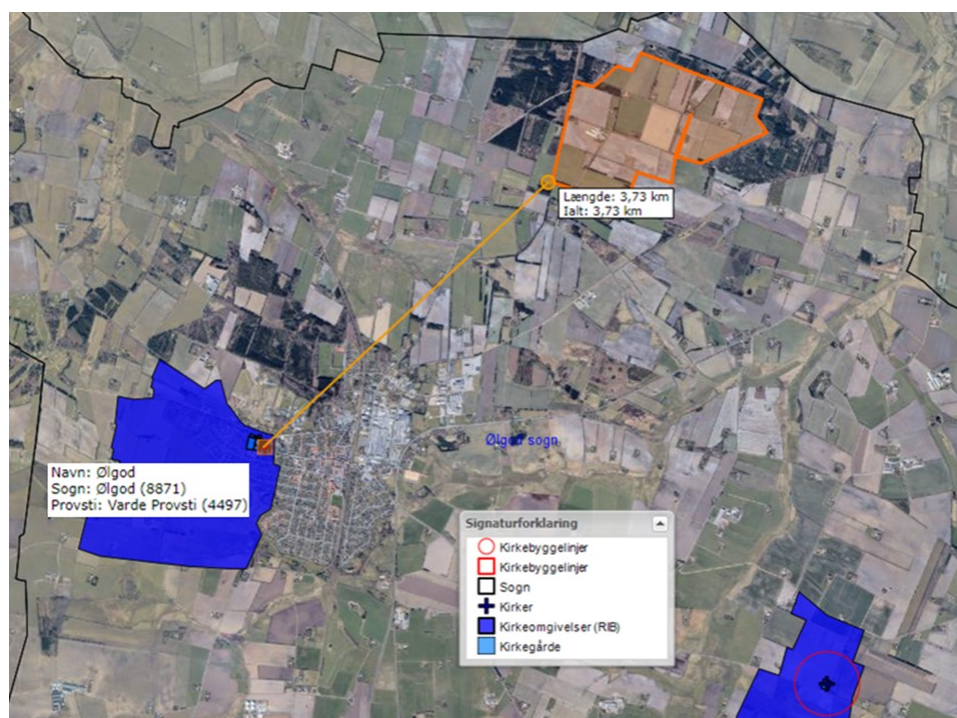 Længde: 3,73 km
Ialt: 3,73 km
Ølgod sogn
Navn: Ølgod
Sogn: Ølgod (8871)
Provsti: Varde Provsti (4497)
Signaturforklaring
Kirkebyggelinjer
Kirkebyggelinjer
Sogn
Kirker
Kirkeomgivelser (RIB)
Kirkegårde